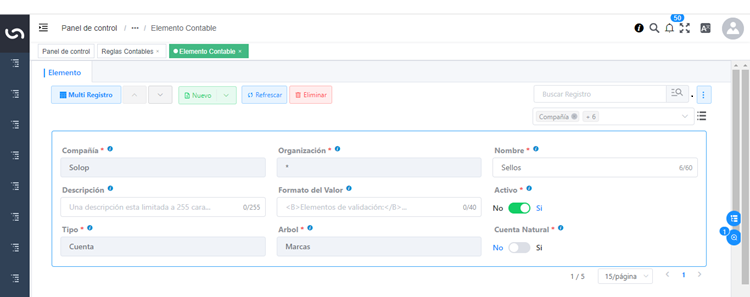 50
Panel de control / ··· / Elemento Contable
Panel de control Reglas Contables × Elemento Contable ×
Elemento
Multi Registro Nuevo Refrescar Eliminar Buscar Registro
Compañía + 6
Compañía * Organización * Nombre *
Solop * Sellos 6/60
Descripción Formato del Valor Activo *
Una descripción esta limitada a 255 cara... 0/255 <B>Elementos de validación:</B>... 0/40 No Si
Tipo * Arbol * Cuenta Natural *
Cuenta Marcas No Si
1
1 / 5 15/página < 1 >